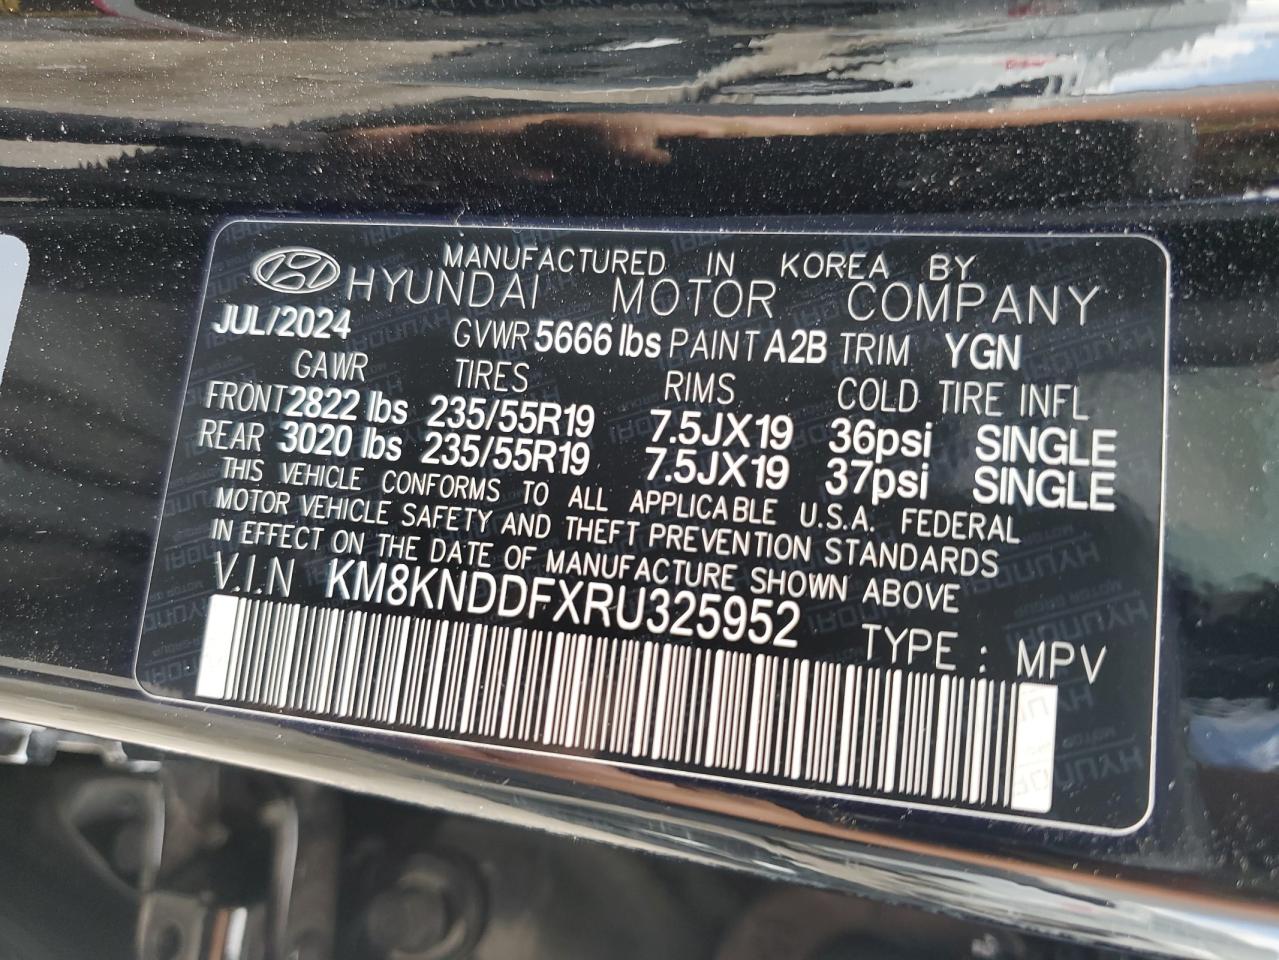 MANUFACTURED IN KOREA BY
HYUNDAI MOTOR COMPANY
JUL/2024 GVWR 5666 lbs PAINT A2B TRIM YGN
GAWR TIRES RIMS COLD TIRE INFL
FRONT 2822 lbs 235/55R19 7.5JX19 36psi SINGLE
REAR 3020 lbs 235/55R19 7.5JX19 37psi SINGLE
THIS VEHICLE CONFORMS TO ALL APPLICABLE U.S.A. FEDERAL
MOTOR VEHICLE SAFETY AND THEFT PREVENTION STANDARDS
IN EFFECT ON THE DATE OF MANUFACTURE SHOWN ABOVE
V.I.N KM8KNDDFXRU325952
TYPE : MPV